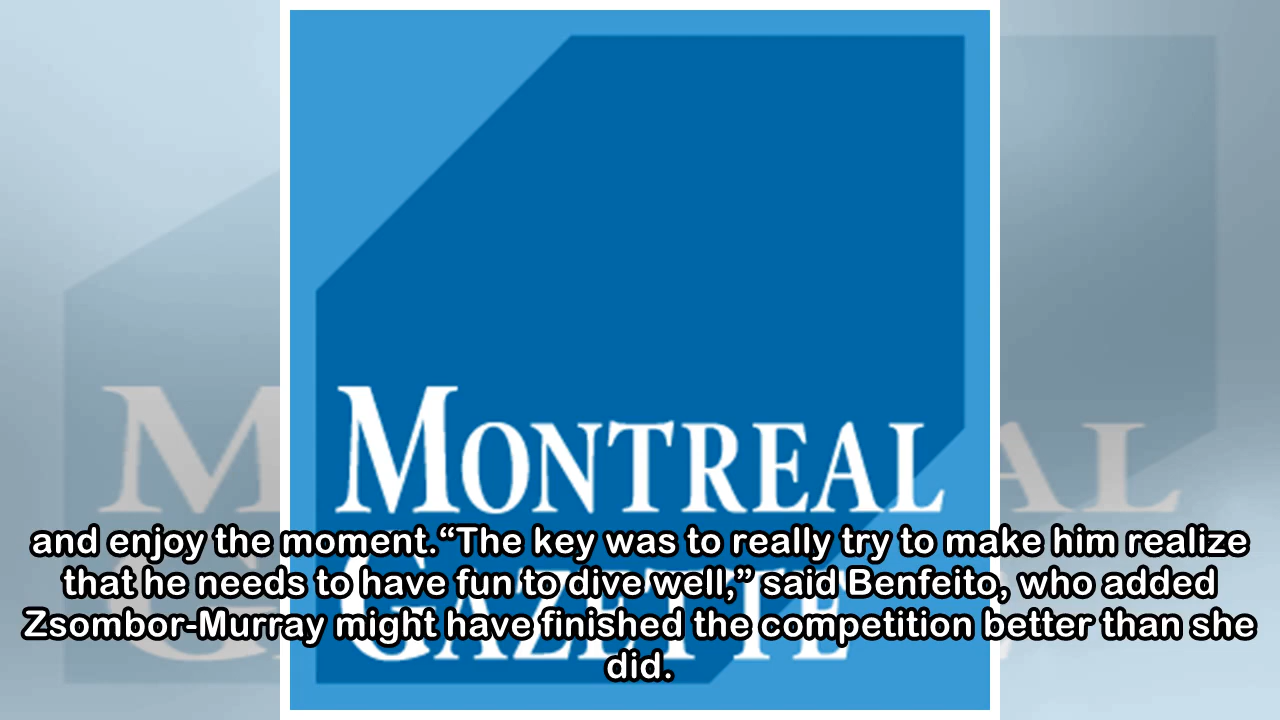 MONTREAL
GAZETTE
and enjoy the moment.“The key was to really try to make him realize
that he needs to have fun to dive well,” said Benfeito, who added
Zsombor-Murray might have finished the competition better than she
did.